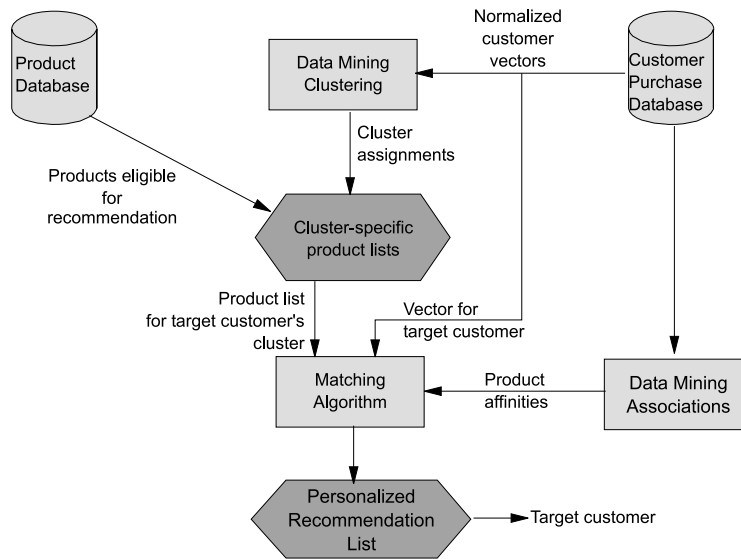 Product
Database
Data Mining
Clustering
Normalized
customer
vectors
Customer
Purchase
Database
Cluster
assignments
Products eligible
for
recommendation
Cluster-specific
product lists
Product list
for target customer's
cluster
Vector for
target customer
Matching
Algorithm
Product
affinities
Data Mining
Associations
Personalized
Recommendation
List
Target customer